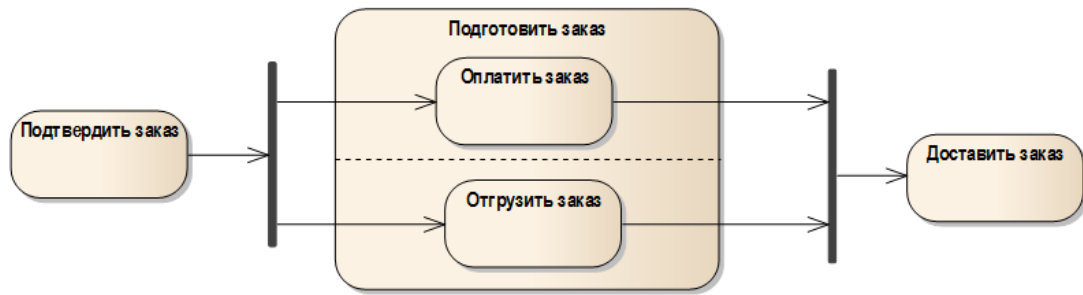 Подготовить заказ
Оплатить заказ
Подтвердить заказ
Доставить заказ
Отгрузить заказ